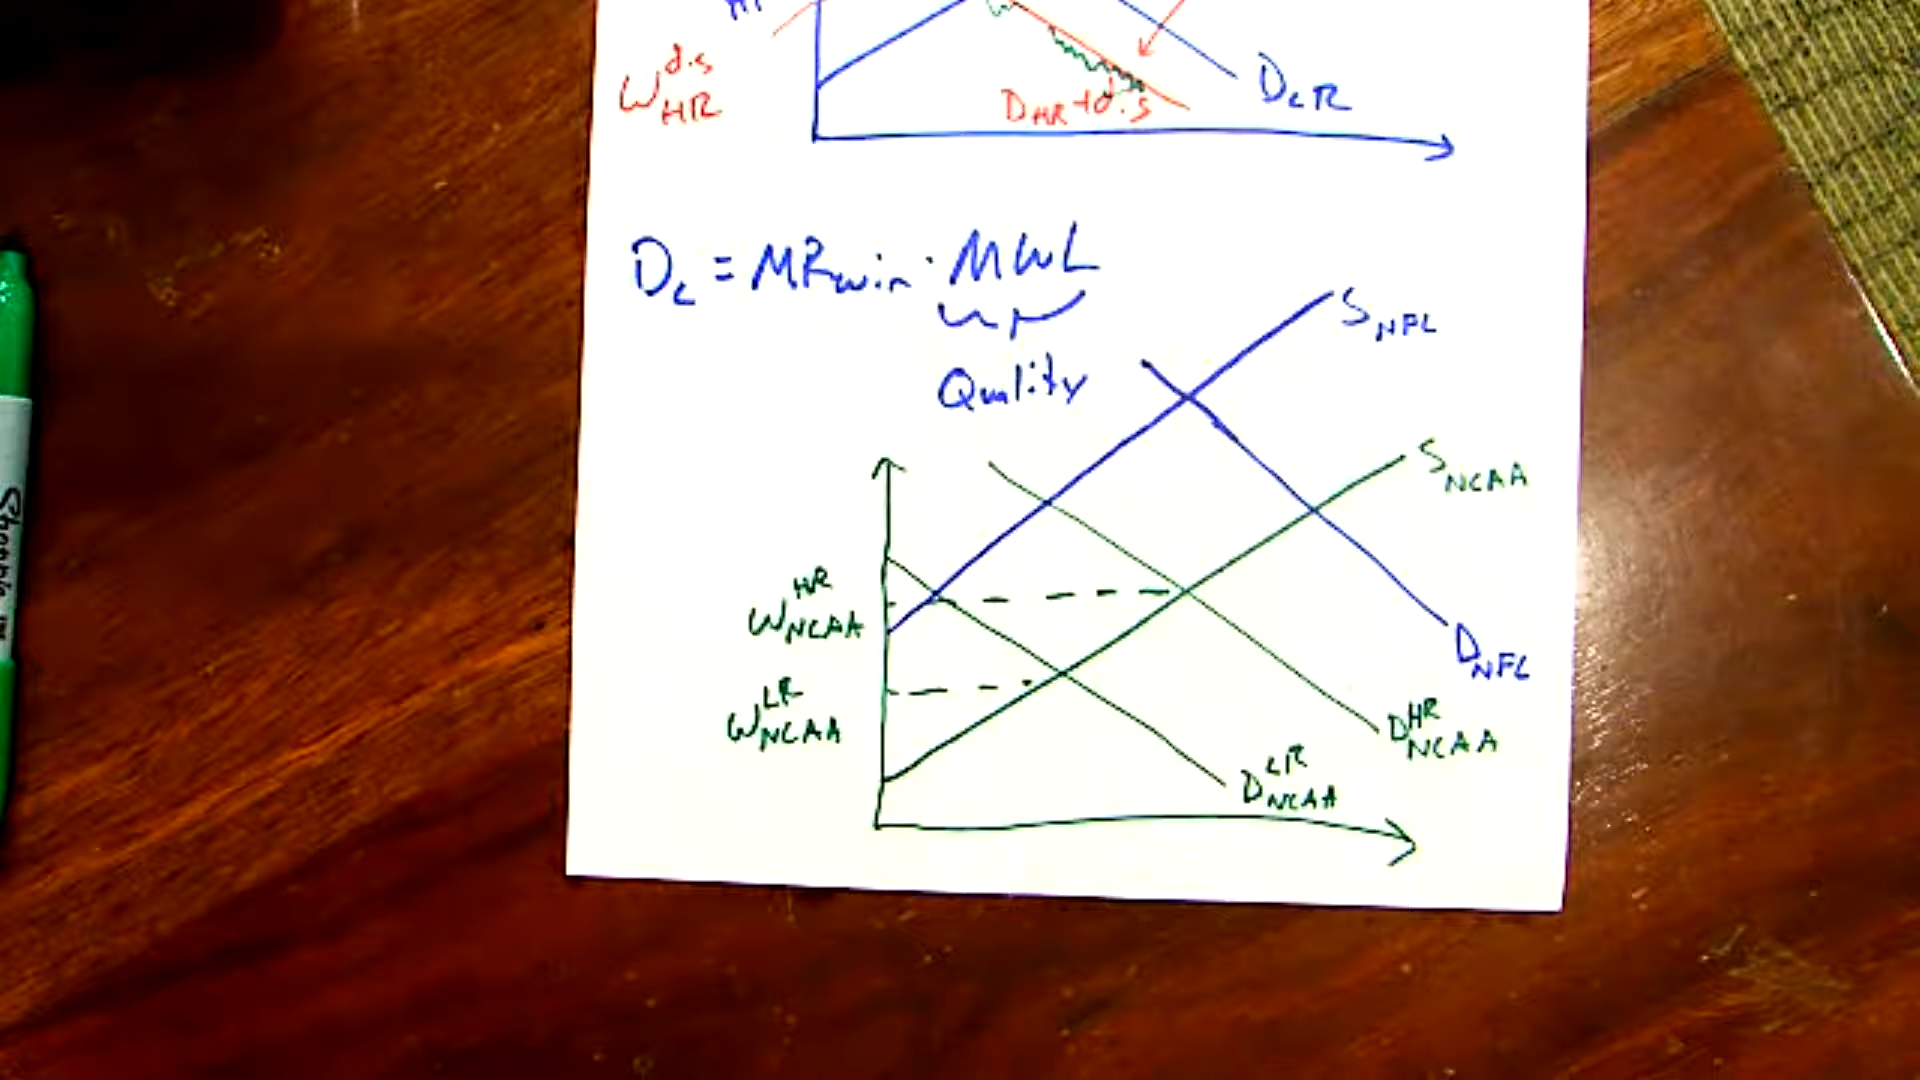 W^{d.s}_{HR}
D_{HR}+d.s
D_{LR}
D_L = MR_{win} · MWL
Quality
S_{NFL}
S_{NCAA}
W^{HR}_{NCAA}
D_{NFL}
W^{LR}_{NCAA}
D^{HR}_{NCAA}
D^{LR}_{NCAA}
Sharpie